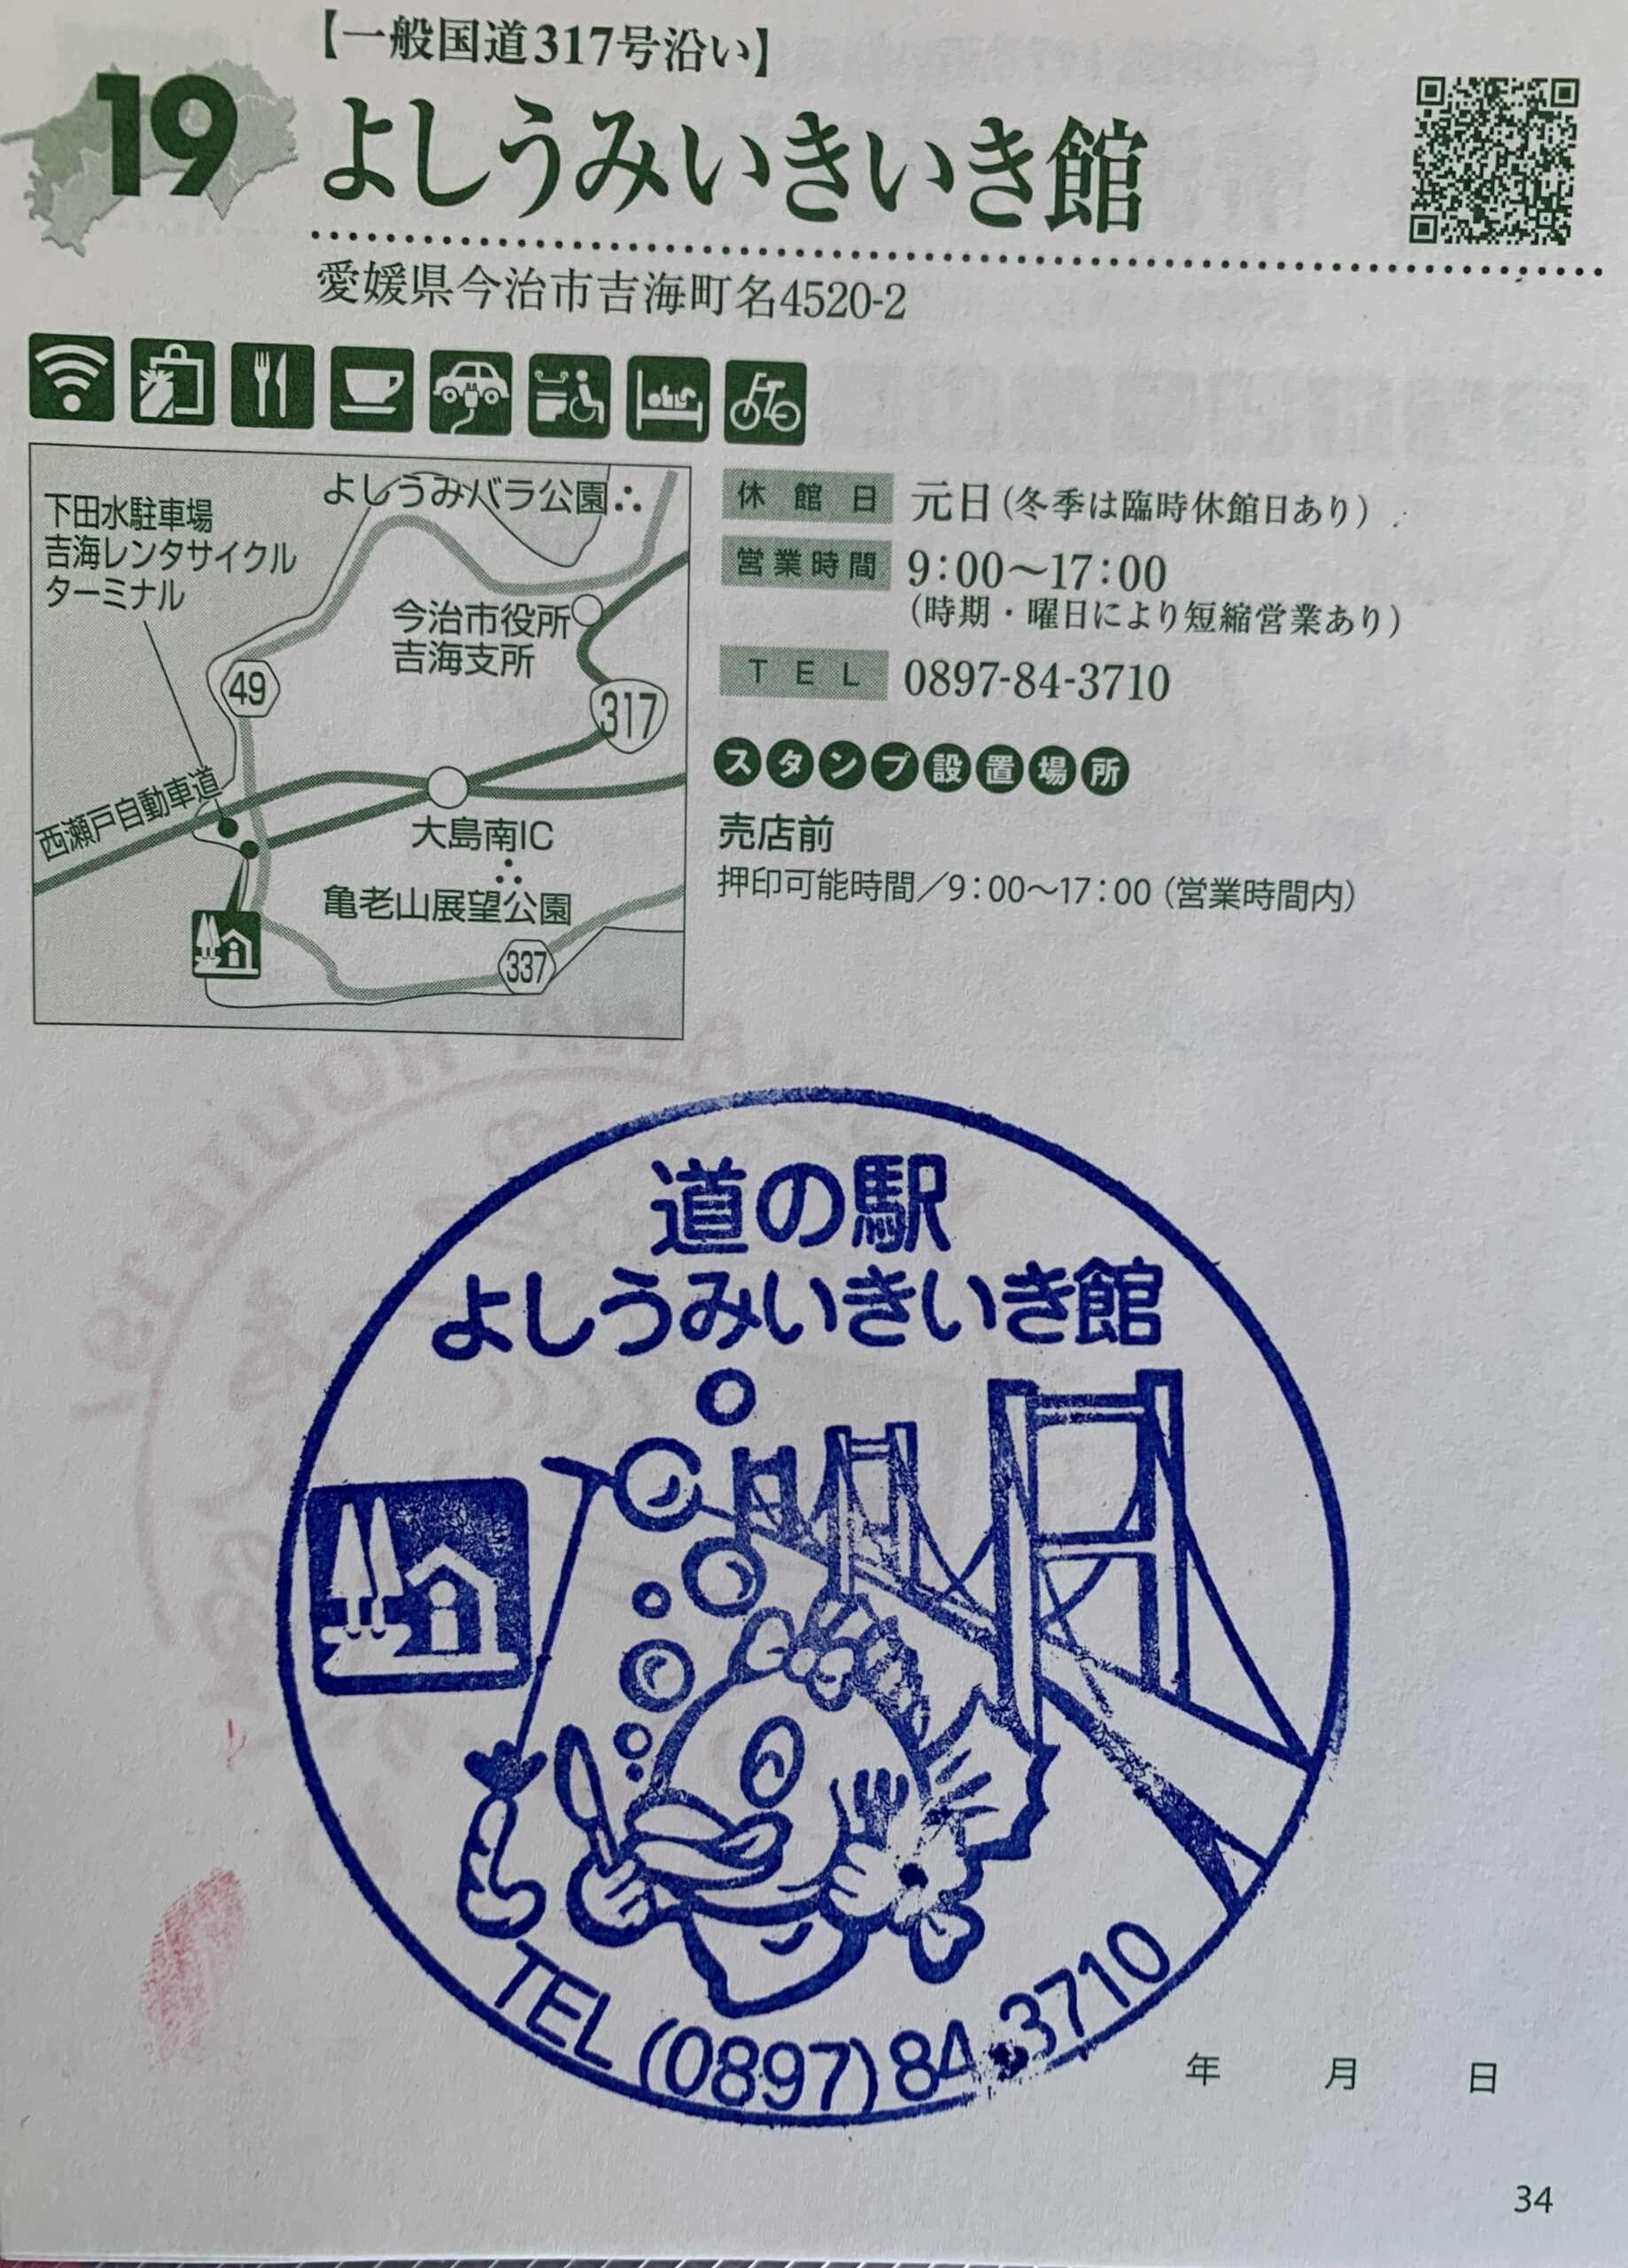 【一般国道317号沿い】
19
よしうみいきいき館
愛媛県今治市吉海町名4520-2
下田水駐車場
吉海レンタサイクル
ターミナル
よしうみバラ公園
今治市役所
吉海支所
49
317
西瀬戸自動車道
大島南IC
亀老山展望公園
337
休館日 元日(冬季は臨時休館日あり)
営業時間 9:00～17:00
(時期・曜日により短縮営業あり)
TEL 0897-84-3710
スタンプ設置場所
売店前
押印可能時間／9:00～17:00(営業時間内)
道の駅
よしうみいきいき館
TEL (0897) 84-3710
年 月 日
34